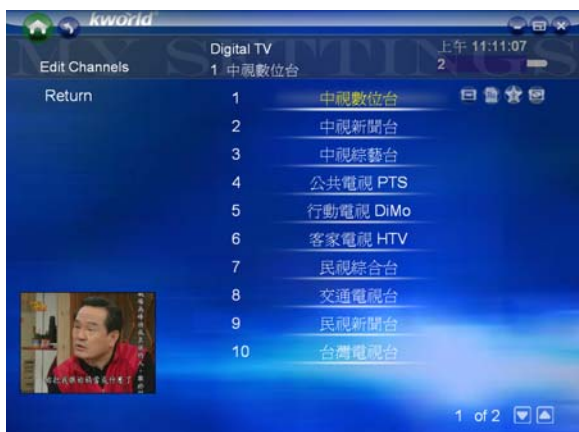 kworld
MY SETTINGS
Digital TV
上午 11:11:07
Edit Channels
1 中視數位台
2
Return
1 中視數位台
2 中視新聞台
3 中視綜藝台
4 公共電視 PTS
5 行動電視 DiMo
6 客家電視 HTV
7 民視綜合台
8 交通電視台
9 民視新聞台
10 台灣電視台
1 of 2